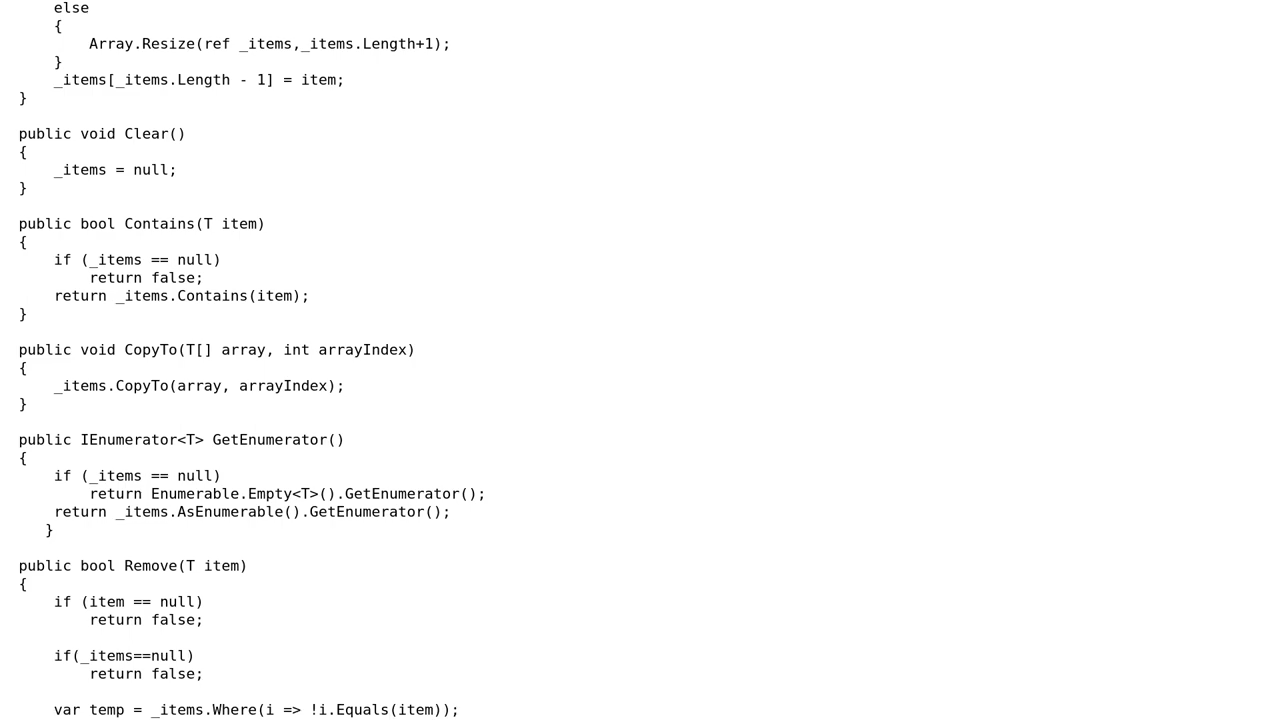 else
{
Array.Resize(ref _items,_items.Length+1);
}
_items[_items.Length - 1] = item;
}
public void Clear()
{
_items = null;
}
public bool Contains(T item)
{
if (_items == null)
return false;
return _items.Contains(item);
}
public void CopyTo(T[] array, int arrayIndex)
{
_items.CopyTo(array, arrayIndex);
}
public IEnumerator<T> GetEnumerator()
{
if (_items == null)
return Enumerable.Empty<T>().GetEnumerator();
return _items.AsEnumerable().GetEnumerator();
}
public bool Remove(T item)
{
if (item == null)
return false;
if(_items==null)
return false;
var temp = _items.Where(i => !i.Equals(item));